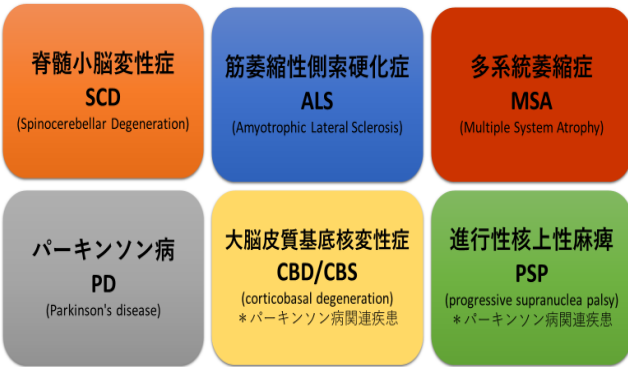 脊髄小脳変性症
SCD
(Spinocerebellar Degeneration)
筋萎縮性側索硬化症
ALS
(Amyotrophic Lateral Sclerosis)
多系統萎縮症
MSA
(Multiple System Atrophy)
パーキンソン病
PD
(Parkinson's disease)
大脳皮質基底核変性症
CBD/CBS
(corticobasal degeneration)
＊パーキンソン病関連疾患
進行性核上性麻痺
PSP
(progressive supranuclea palsy)
＊パーキンソン病関連疾患